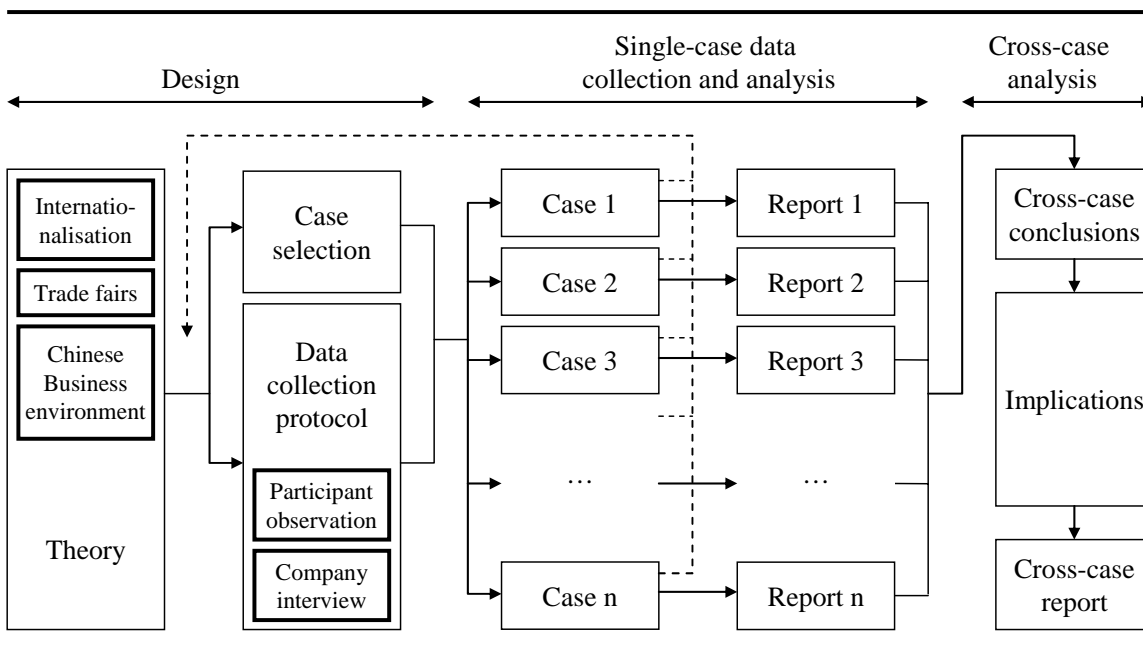 Design
Single-case data
collection and analysis
Cross-case
analysis
Internatio-
nalisation
Trade fairs
Chinese
Business
environment
Theory
Case
selection
Data
collection
protocol
Participant
observation
Company
interview
Case 1
Report 1
Case 2
Report 2
Case 3
Report 3
…
…
Case n
Report n
Cross-case
conclusions
Implications
Cross-case
report